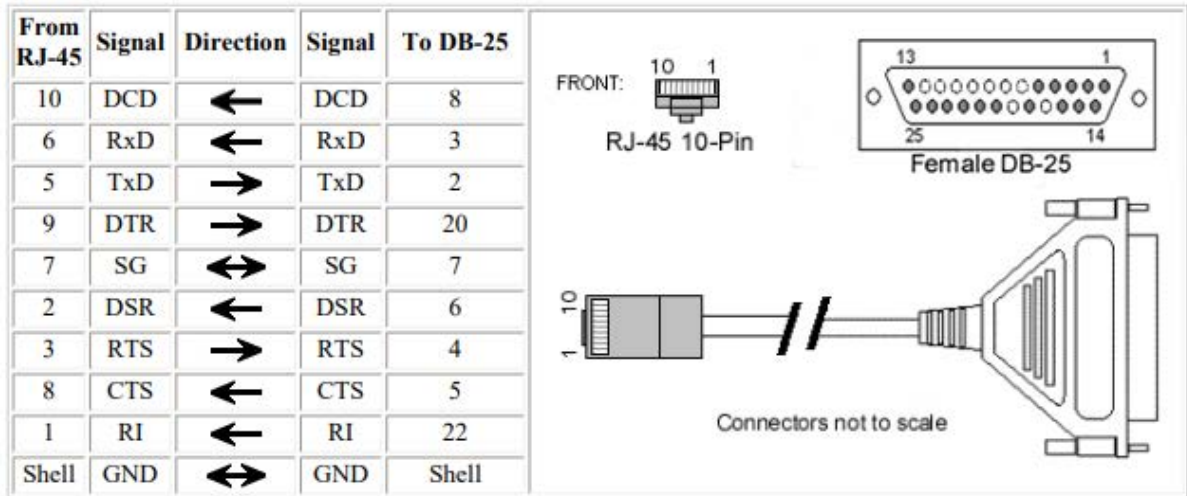 From RJ-45 Signal Direction Signal To DB-25
10 DCD ← DCD 8
6 RxD ← RxD 3
5 TxD → TxD 2
9 DTR → DTR 20
7 SG ↔ SG 7
2 DSR ← DSR 6
3 RTS → RTS 4
8 CTS ← CTS 5
1 RI ← RI 22
Shell GND ↔ GND Shell
FRONT:
10 1
RJ-45 10-Pin
13 1
25 14
Female DB-25
10
1
Connectors not to scale